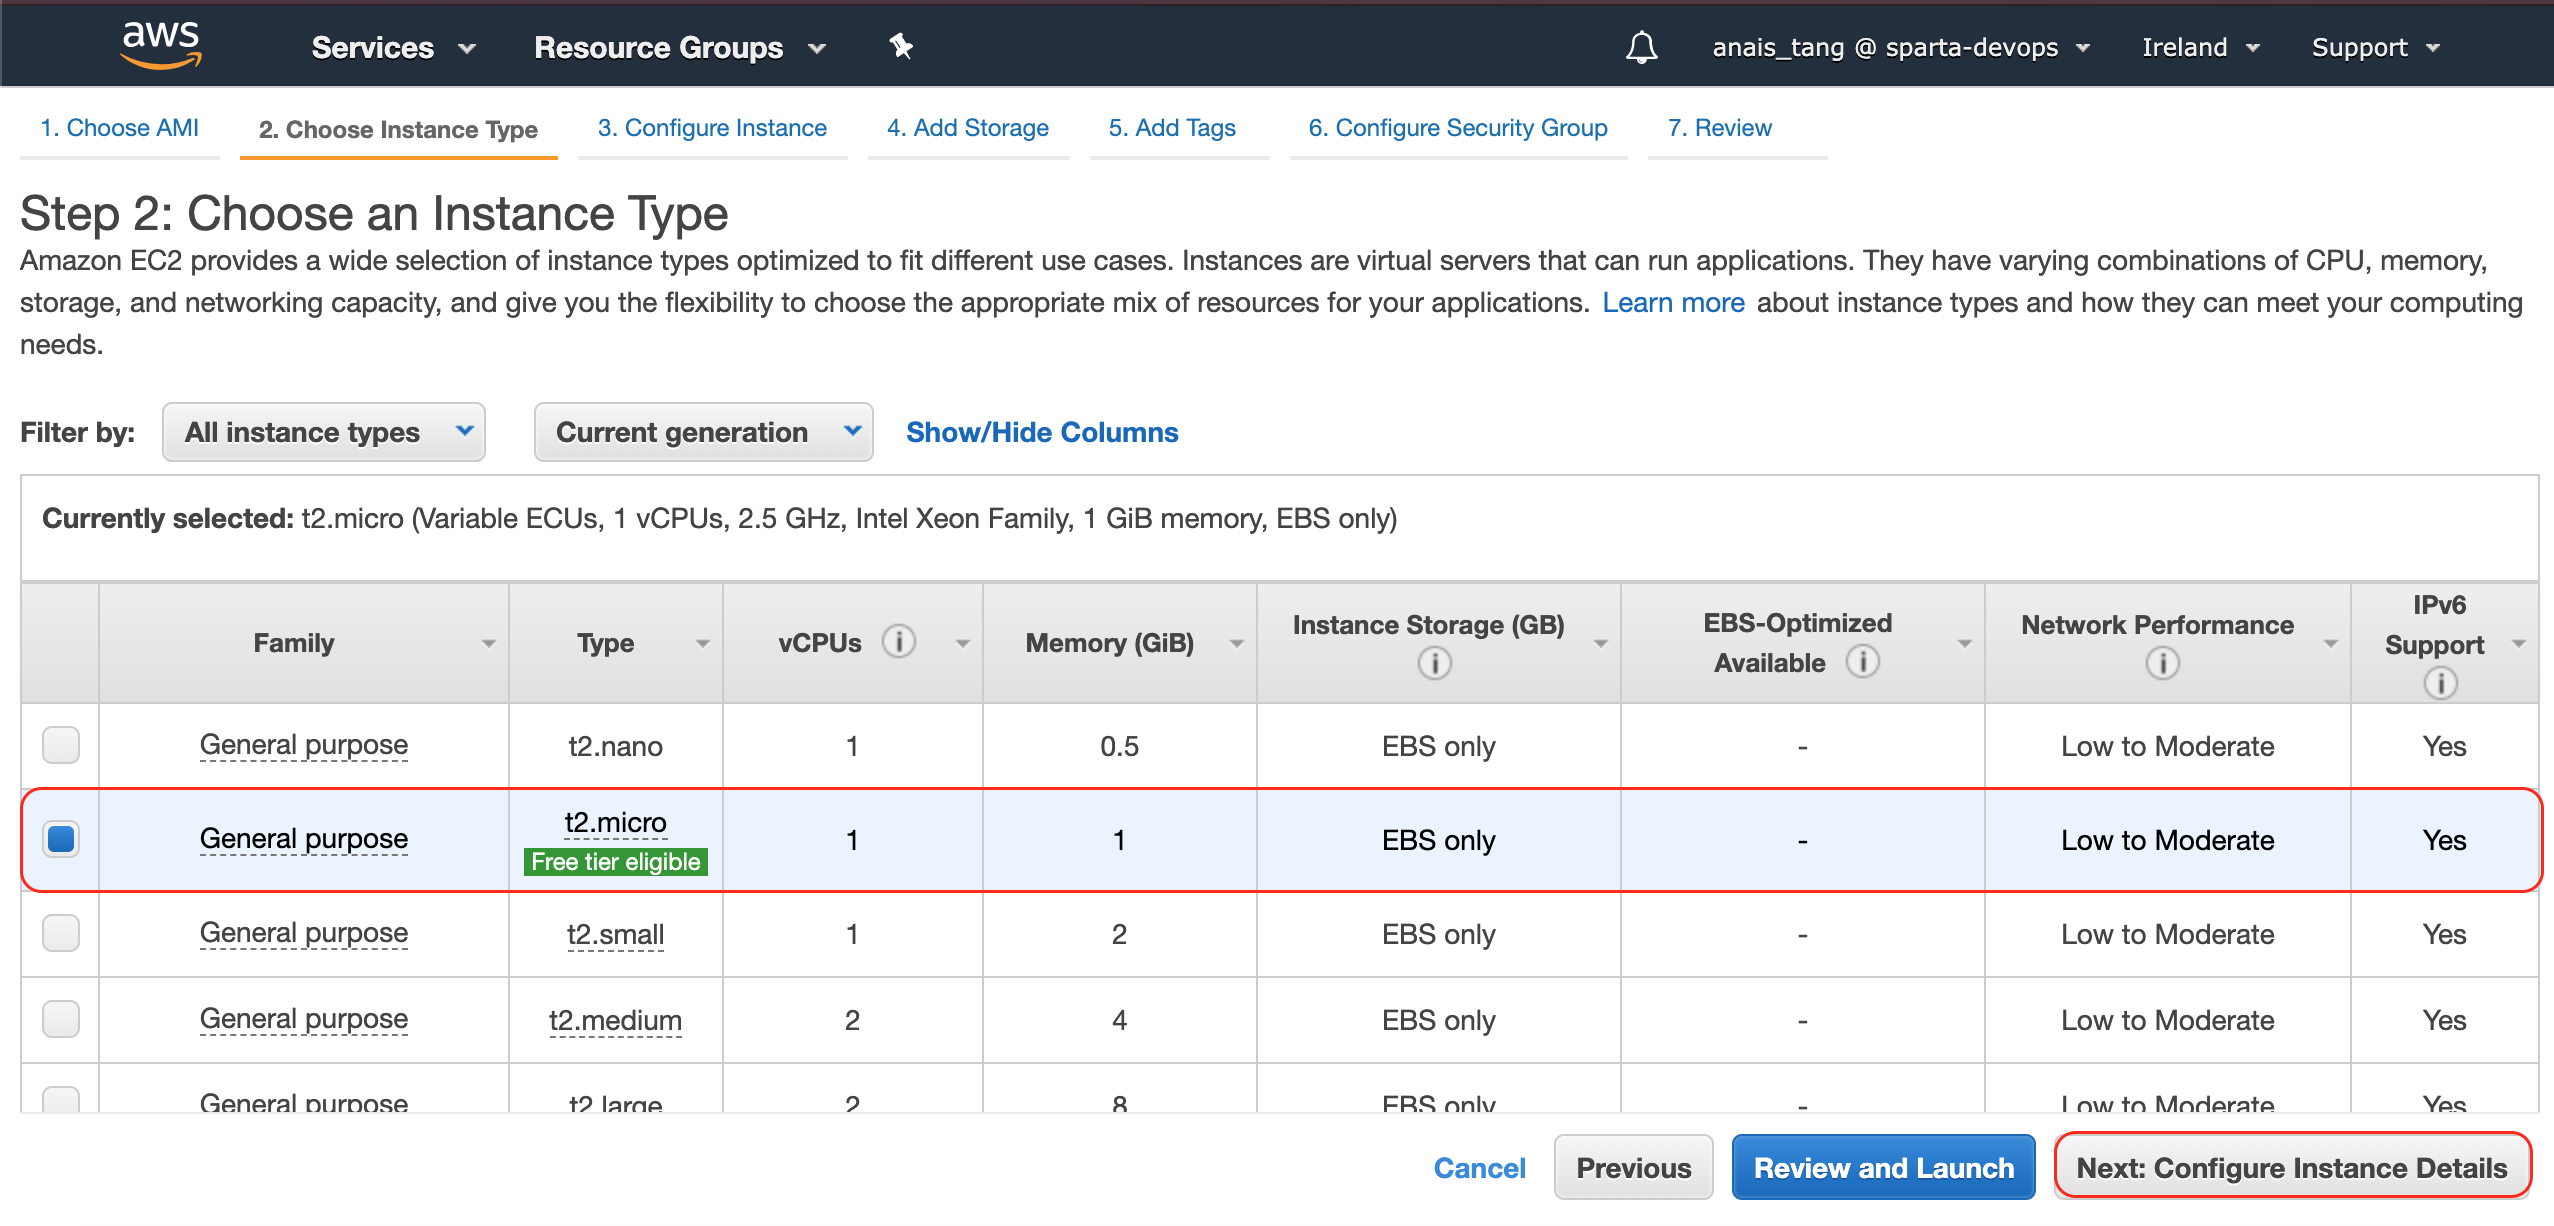 aws Services Resource Groups anais_tang @ sparta-devops Ireland Support
1. Choose AMI 2. Choose Instance Type 3. Configure Instance 4. Add Storage 5. Add Tags 6. Configure Security Group 7. Review
Step 2: Choose an Instance Type
Amazon EC2 provides a wide selection of instance types optimized to fit different use cases. Instances are virtual servers that can run applications. They have varying combinations of CPU, memory,
storage, and networking capacity, and give you the flexibility to choose the appropriate mix of resources for your applications. Learn more about instance types and how they can meet your computing
needs.
Filter by: All instance types Current generation Show/Hide Columns
Currently selected: t2.micro (Variable ECUs, 1 vCPUs, 2.5 GHz, Intel Xeon Family, 1 GiB memory, EBS only)
Family Type vCPUs i Memory (GiB) Instance Storage (GB) i EBS-Optimized Available i Network Performance i IPv6 Support i
General purpose t2.nano 1 0.5 EBS only - Low to Moderate Yes
General purpose t2.micro Free tier eligible 1 1 EBS only - Low to Moderate Yes
General purpose t2.small 1 2 EBS only - Low to Moderate Yes
General purpose t2.medium 2 4 EBS only - Low to Moderate Yes
General purpose t2.large 2 8 EBS only - Low to Moderate Yes
Cancel Previous Review and Launch Next: Configure Instance Details